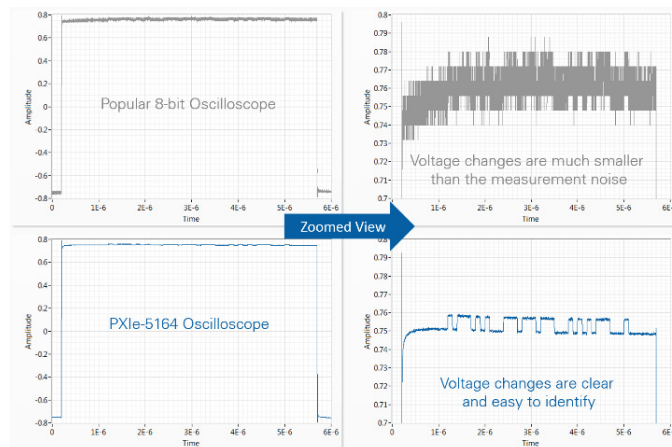 0.8
0.6
0.4
0.2
0
-0.2
-0.4
-0.6
-0.8
Amplitude
Popular 8-bit Oscilloscope
0
1E-6
2E-6
3E-6
4E-6
5E-6
6E-6
Time
0.8
0.79
0.78
0.77
0.76
0.75
0.74
0.73
0.72
0.71
0.7
Amplitude
Voltage changes are much smaller
than the measurement noise
0
1E-6
2E-6
3E-6
4E-6
5E-6
6E-6
Time
Zoomed View
0.8
0.6
0.4
0.2
0
-0.2
-0.4
-0.6
-0.8
Amplitude
PXIe-5164 Oscilloscope
0
1E-6
2E-6
3E-6
4E-6
5E-6
6E-6
Time
0.8
0.79
0.78
0.77
0.76
0.75
0.74
0.73
0.72
0.71
0.7
Amplitude
Voltage changes are clear
and easy to identify
0
1E-6
2E-6
3E-6
4E-6
5E-6
6E-6
Time